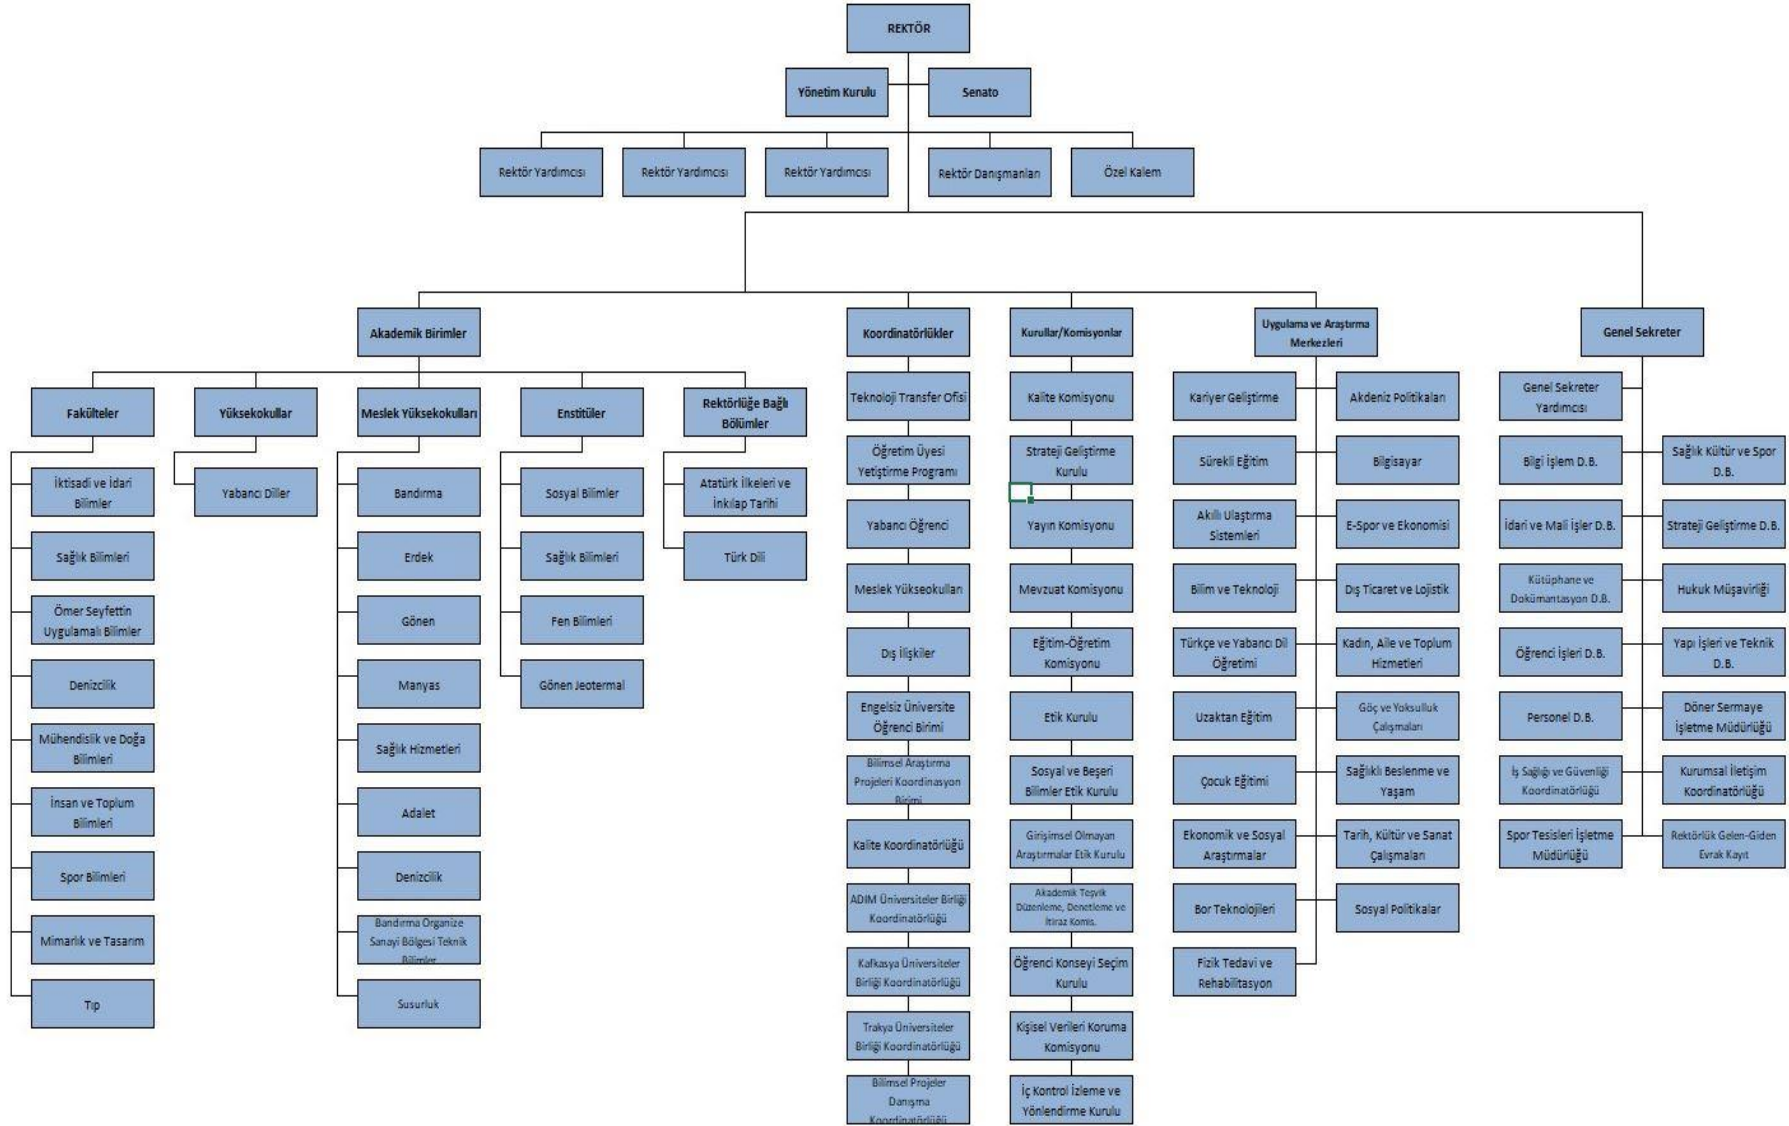 REKTÖR
Yönetim Kurulu
Senato
Rektör Yardımcısı
Rektör Yardımcısı
Rektör Yardımcısı
Rektör Danışmanları
Özel Kalem
Akademik Birimler
Koordinatörlükler
Kurullar/Komisyonlar
Uygulama ve Araştırma
Merkezleri
Genel Sekreter
Fakülteler
İktisadi ve İdari
Bilimler
Sağlık Bilimleri
Ömer Seyfettin
Uygulamalı Bilimler
Denizcilik
Mühendislik ve Doğa
Bilimleri
İnsan ve Toplum
Bilimleri
Spor Bilimleri
Mimarlık ve Tasarım
Tıp
Yüksekokullar
Yabancı Diller
Meslek Yüksekokulları
Bandırma
Erdek
Gönen
Manyas
Sağlık Hizmetleri
Adalet
Denizcilik
Bandırma Organize
Sanayi Bölgesi Teknik
Bilimler
Susurluk
Enstitüler
Sosyal Bilimler
Sağlık Bilimleri
Fen Bilimleri
Gönen Jeotermal
Rektörlüğe Bağlı
Bölümler
Atatürk İlkeleri ve
İnkılap Tarihi
Türk Dili
Teknoloji Transfer Ofisi
Öğretim Üyesi
Yetiştirme Programı
Yabancı Öğrenci
Meslek Yükseokulları
Dış İlişkiler
Engelsiz Üniversite
Öğrenci Birimi
Bilimsel Araştırma
Projeleri Koordinasyon
Birimi
Kalite Koordinatörlüğü
ADIM Üniversiteler Birliği
Koordinatörlüğü
Kafkasya Üniversiteler
Birliği Koordinatörlüğü
Trakya Üniversiteler
Birliği Koordinatörlüğü
Bilimsel Projeler
Danışma
Koordinatörlüğü
Kalite Komisyonu
Strateji Geliştirme
Kurulu
Yayın Komisyonu
Mevzuat Komisyonu
Eğitim-Öğretim
Komisyonu
Etik Kurulu
Sosyal ve Beşeri
Bilimler Etik Kurulu
Girişimsel Olmayan
Araştırmalar Etik Kurulu
Akademik Teşvik
Düzenleme, Denetleme ve
İtiraz Komis.
Öğrenci Konseyi Seçim
Kurulu
Kişisel Verileri Koruma
Komisyonu
İç Kontrol İzleme ve
Yönlendirme Kurulu
Kariyer Geliştirme
Akdeniz Politikaları
Sürekli Eğitim
Bilgisayar
Akıllı Ulaştırma
Sistemleri
E-Spor ve Ekonomisi
Bilim ve Teknoloji
Dış Ticaret ve Lojistik
Türkçe ve Yabancı Dil
Öğretimi
Kadın, Aile ve Toplum
Hizmetleri
Uzaktan Eğitim
Göç ve Yoksulluk
Çalışmaları
Çocuk Eğitimi
Sağlıklı Beslenme ve
Yaşam
Ekonomik ve Sosyal
Araştırmalar
Tarih, Kültür ve Sanat
Çalışmaları
Bor Teknolojileri
Sosyal Politikalar
Fizik Tedavi ve
Rehabilitasyon
Genel Sekreter
Yardımcısı
Bilgi İşlem D.B.
Sağlık Kültür ve Spor
D.B.
İdari ve Mali İşler D.B.
Strateji Geliştirme D.B.
Kütüphane ve
Dokümantasyon D.B.
Hukuk Müşavirliği
Öğrenci İşleri D.B.
Yapı İşleri ve Teknik
D.B.
Personel D.B.
Döner Sermaye
İşletme Müdürlüğü
İş Sağlığı ve Güvenliği
Koordinatörlüğü
Kurumsal İletişim
Koordinatörlüğü
Spor Tesisleri İşletme
Müdürlüğü
Rektörlük Gelen-Giden
Evrak Kayıt